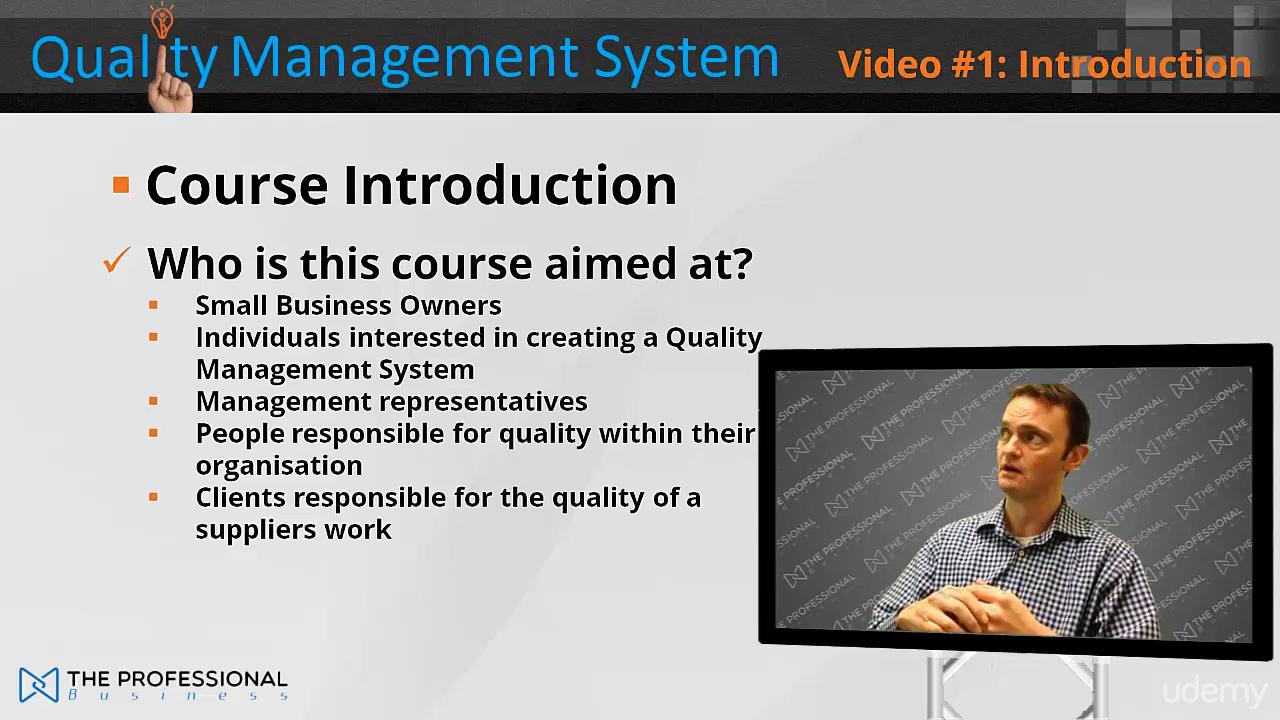 Quality Management System
Video #1: Introduction
Course Introduction
Who is this course aimed at?
Small Business Owners
Individuals interested in creating a Quality
Management System
Management representatives
People responsible for quality within their
organisation
Clients responsible for the quality of a
suppliers work
THE PROFESSIONAL
THE PROFESSIONAL
Business
udemy